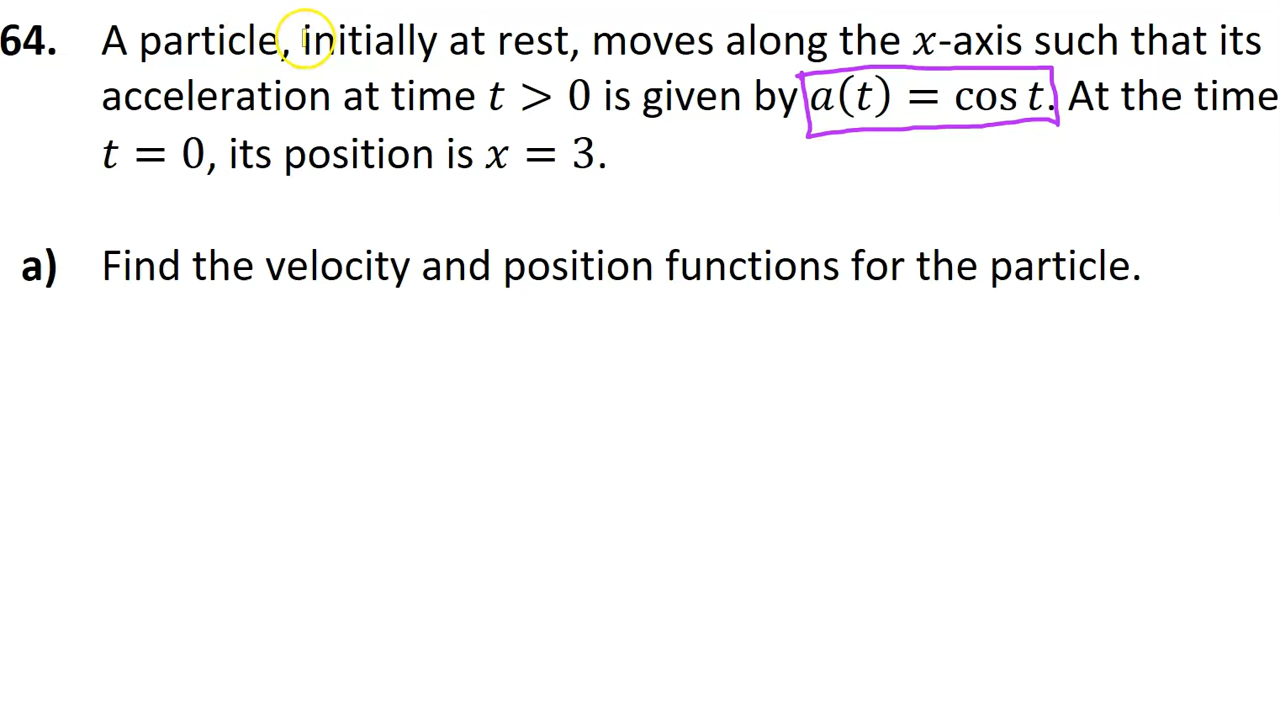 64. A particle, initially at rest, moves along the x-axis such that its
acceleration at time t > 0 is given by a(t) = cos t. At the time
t = 0, its position is x = 3.
a) Find the velocity and position functions for the particle.